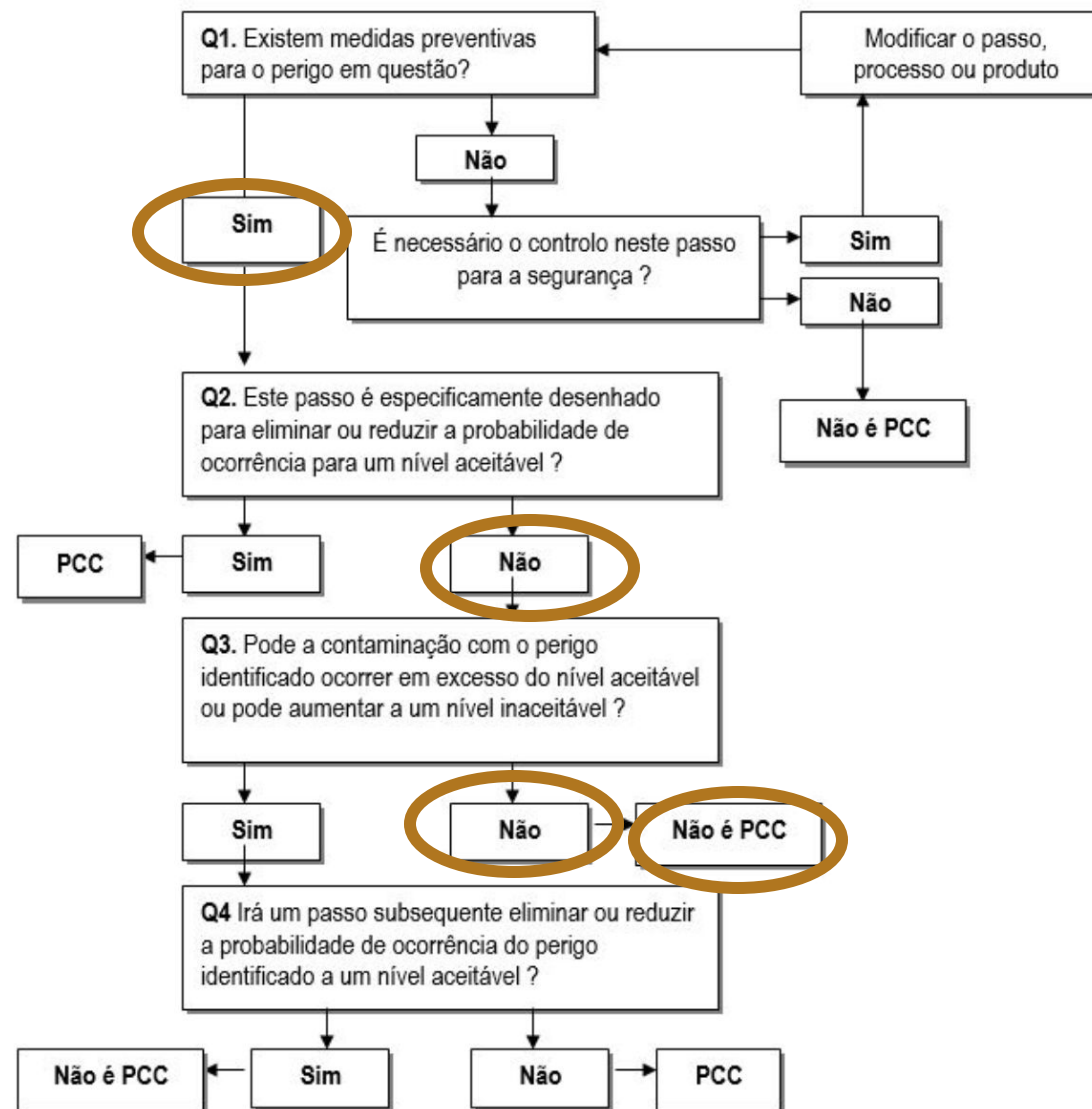 Q1. Existem medidas preventivas
para o perigo em questão?
Modificar o passo,
processo ou produto
Não
Sim
É necessário o controlo neste passo
para a segurança ?
Sim
Não
Não é PCC
Q2. Este passo é especificamente desenhado
para eliminar ou reduzir a probabilidade de
ocorrência para um nível aceitável ?
PCC
Sim
Não
Q3. Pode a contaminação com o perigo
identificado ocorrer em excesso do nível aceitável
ou pode aumentar a um nível inaceitável ?
Sim
Não
Não é PCC
Q4 Irá um passo subsequente eliminar ou reduzir
a probabilidade de ocorrência do perigo
identificado a um nível aceitável ?
Não é PCC
Sim
Não
PCC